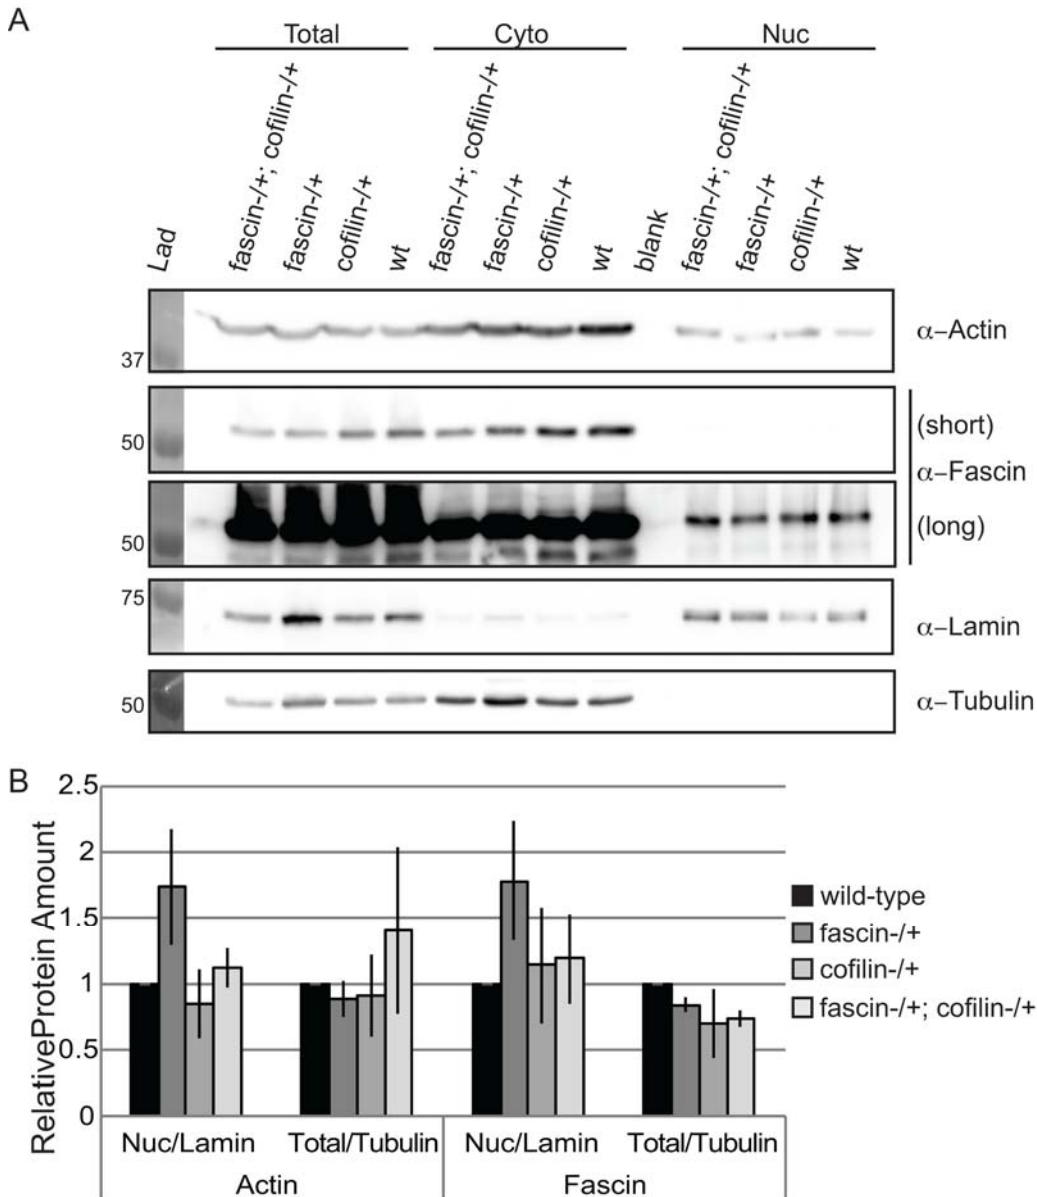 A
Total Cyto Nuc
Lad fascin-/+; cofilin-/+ fascin-/+ cofilin-/+ wt fascin-/+; cofilin-/+ fascin-/+ cofilin-/+ wt blank fascin-/+; cofilin-/+ fascin-/+ cofilin-/+ wt
37 α–Actin
50 (short)
α–Fascin
50 (long)
75 α–Lamin
50 α–Tubulin
B
RelativeProtein Amount
2.5
2
1.5
1
0.5
0
wild-type
fascin-/+
cofilin-/+
fascin-/+; cofilin-/+
Nuc/Lamin Total/Tubulin Nuc/Lamin Total/Tubulin
Actin Fascin